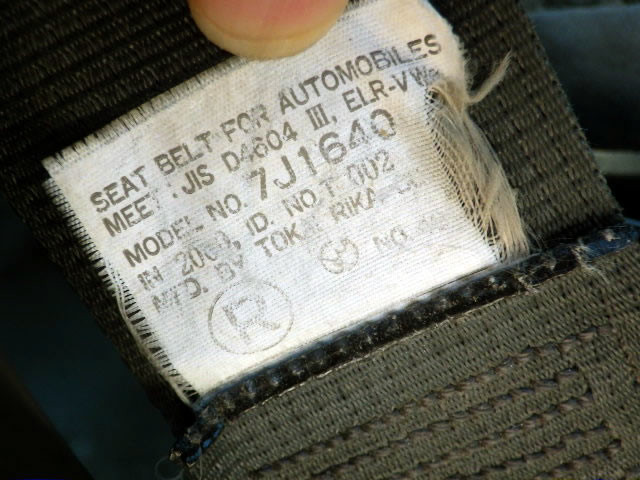 SEAT BELT FOR AUTOMOBILES
MEET JIS D4604 III, ELR-VW
MODEL NO. 7J1640
IN 2000, ID. NO.T 002
MFD. BY TOKAI RIKA
NO.
R